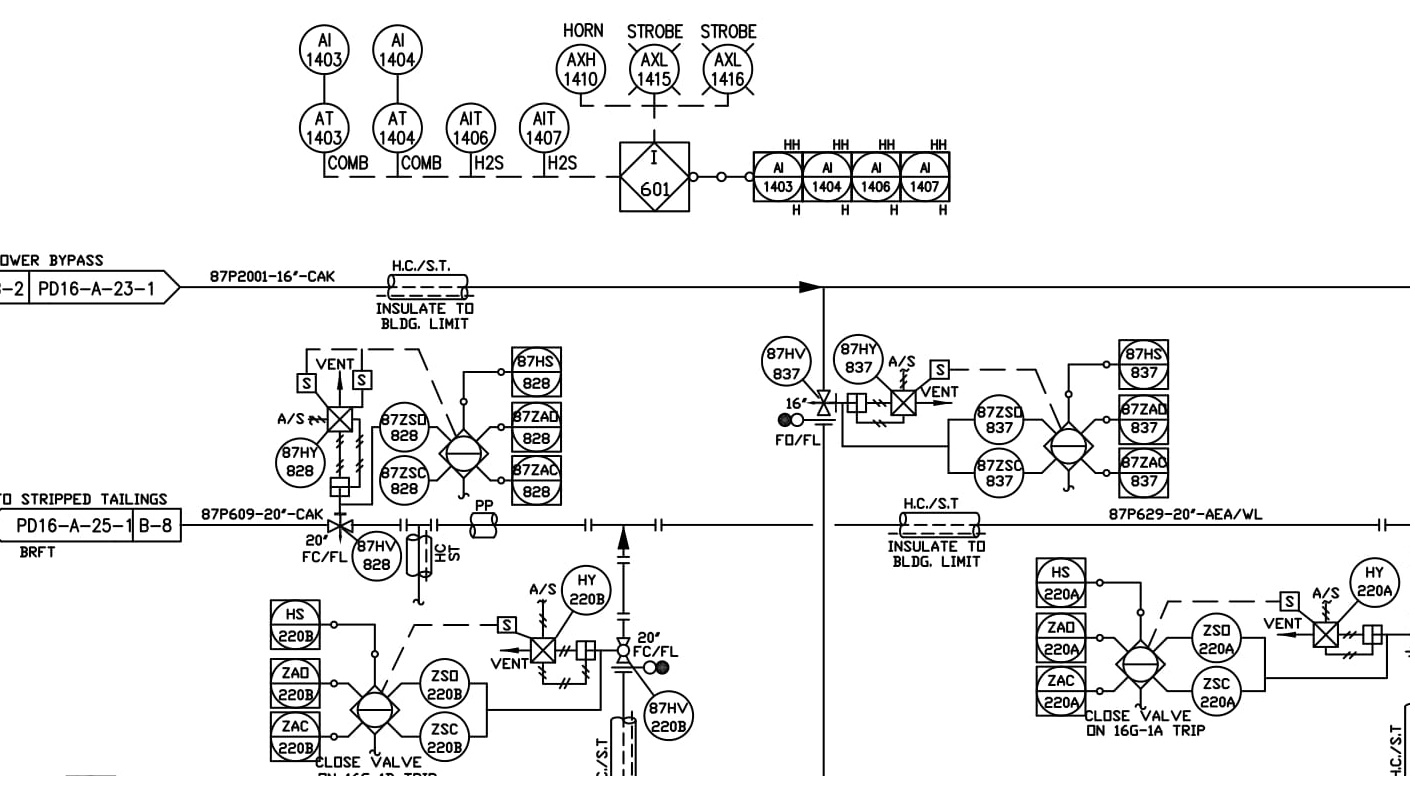 HORN STROBE STROBE
AI 1403
AI 1404
AXH 1410
AXL 1415
AXL 1416
AT 1403
AT 1404
AIT 1406
AIT 1407
COMB COMB H2S H2S
I
601
HH HH HH HH
AI 1403
AI 1404
AI 1406
AI 1407
H H H H
OWER BYPASS
-2 PD16-A-23-1
87P2001-16"-CAK
H.C./S.T.
INSULATE TO
BLDG. LIMIT
VENT
S S
A/S
87HY 828
87ZSO 828
87ZSC 828
87HS 828
87ZAO 828
87ZAC 828
87HV 837
87HY 837
A/S
S
VENT
16"
FO/FL
87ZSO 837
87ZSC 837
87HS 837
87ZAO 837
87ZAC 837
O STRIPPED TAILINGS
PD16-A-25-1 B-8
BRFT
87P609-20"-CAK
20"
FC/FL
87HV 828
HC
ST
PP
H.C./S.T
INSULATE TO
BLDG. LIMIT
87P629-20"-AEA/WL
HS 220B
ZAO 220B
ZAC 220B
S
A/S
HY 220B
VENT
20"
FC/FL
ZSO 220B
ZSC 220B
87HV 220B
CLOSE VALVE
C./S.T
HS 220A
ZAO 220A
ZAC 220A
S
A/S
HY 220A
VENT
ZSO 220A
ZSC 220A
CLOSE VALVE
ON 16G-1A TRIP
H.C./S.T